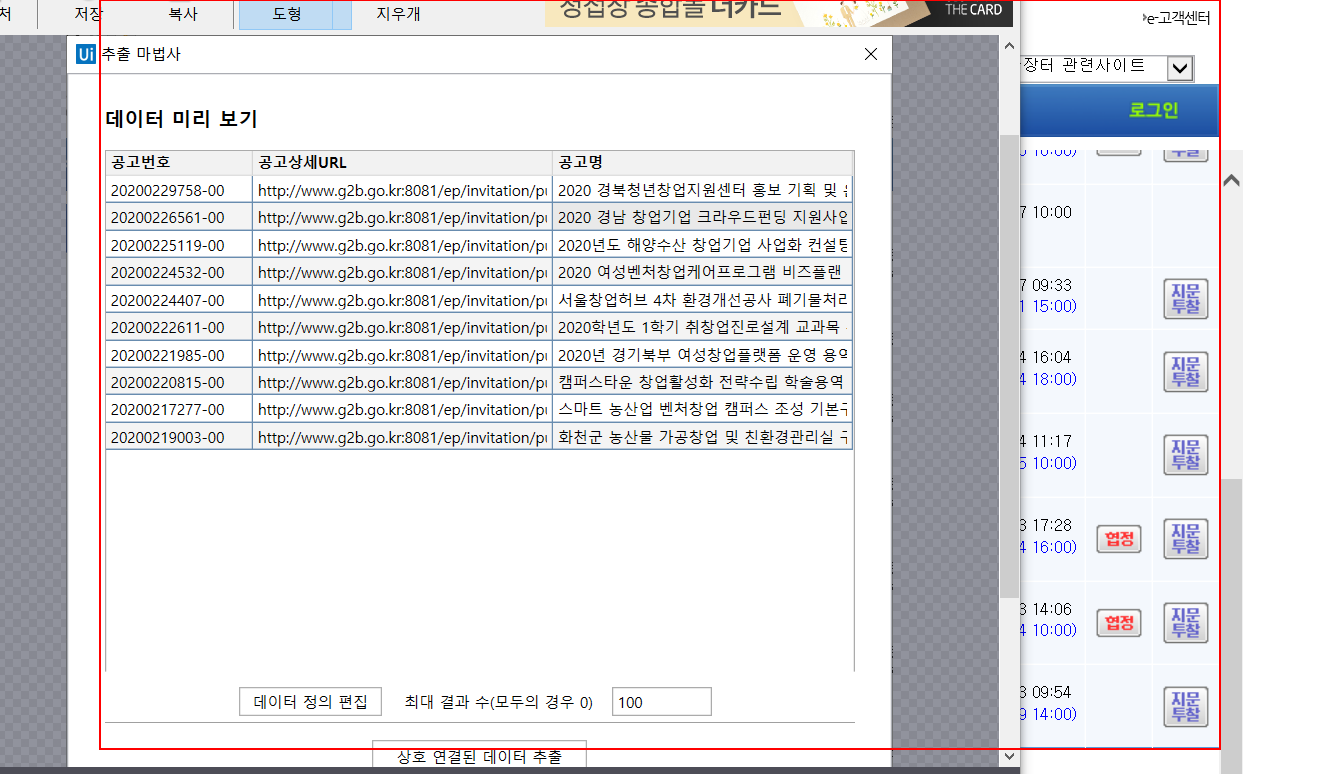 처 저장 복사 도형 지우개 청첩장 종합몰 더카드 THE CARD
e-고객센터
Ui 추출 마법사
장터 관련사이트
로그인
데이터 미리 보기
공고번호 공고상세URL 공고명
20200229758-00 http://www.g2b.go.kr:8081/ep/invitation/pu 2020 경북청년창업지원센터 홍보 기획 및
20200226561-00 http://www.g2b.go.kr:8081/ep/invitation/pu 2020 경남 창업기업 크라우드펀딩 지원사업
20200225119-00 http://www.g2b.go.kr:8081/ep/invitation/pu 2020년도 해양수산 창업기업 사업화 컨설팅
20200224532-00 http://www.g2b.go.kr:8081/ep/invitation/pu 2020 여성벤처창업케어프로그램 비즈플랜
20200224407-00 http://www.g2b.go.kr:8081/ep/invitation/pu 서울창업허브 4차 환경개선공사 폐기물처리
20200222611-00 http://www.g2b.go.kr:8081/ep/invitation/pu 2020학년도 1학기 취창업진로설계 교과목
20200221985-00 http://www.g2b.go.kr:8081/ep/invitation/pu 2020년 경기북부 여성창업플랫폼 운영 용역
20200220815-00 http://www.g2b.go.kr:8081/ep/invitation/pu 캠퍼스타운 창업활성화 전략수립 학술용역
20200217277-00 http://www.g2b.go.kr:8081/ep/invitation/pu 스마트 농산업 벤처창업 캠퍼스 조성 기본구
20200219003-00 http://www.g2b.go.kr:8081/ep/invitation/pu 화천군 농산물 가공창업 및 친환경관리실 구
데이터 정의 편집 최대 결과 수(모두의 경우 0) 100
상호 연결된 데이터 추출
0 10:00) 투찰
7 10:00
7 09:33
1 15:00) 지문 투찰
4 16:04
4 18:00) 지문 투찰
4 11:17
5 10:00) 지문 투찰
3 17:28
4 16:00) 협정 지문 투찰
3 14:06
4 10:00) 협정 지문 투찰
3 09:54
9 14:00) 지문 투찰